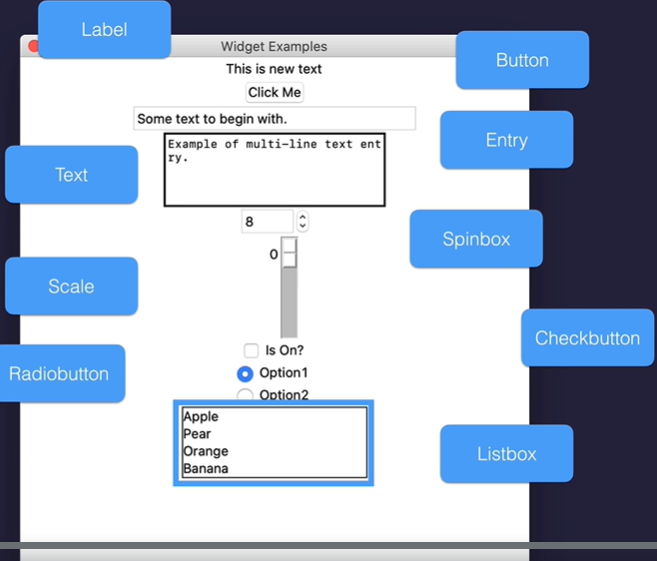 Label
Widget Examples
This is new text
Button
Click Me
Some text to begin with.
Entry
Example of multi-line text ent
ry.
Text
8
Spinbox
0
Scale
Checkbutton
Is On?
Radiobutton
Option1
Option2
Apple
Pear
Orange
Banana
Listbox